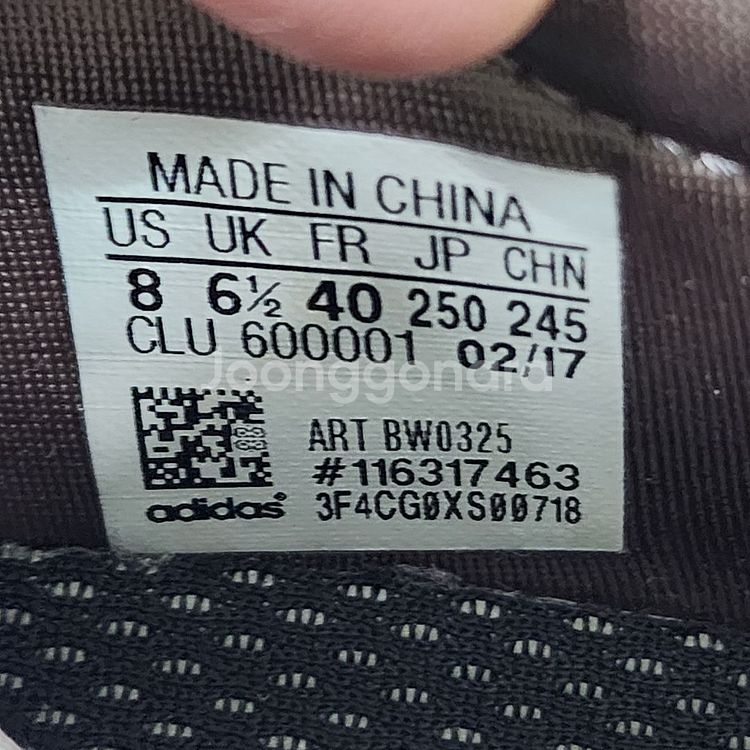 MADE IN CHINA
US UK FR JP CHN
8 6½ 40 250 245
CLU 600001 02/17
Joonggonara
ART BW0325
#116317463
adidas® 3F4CG0XS00718